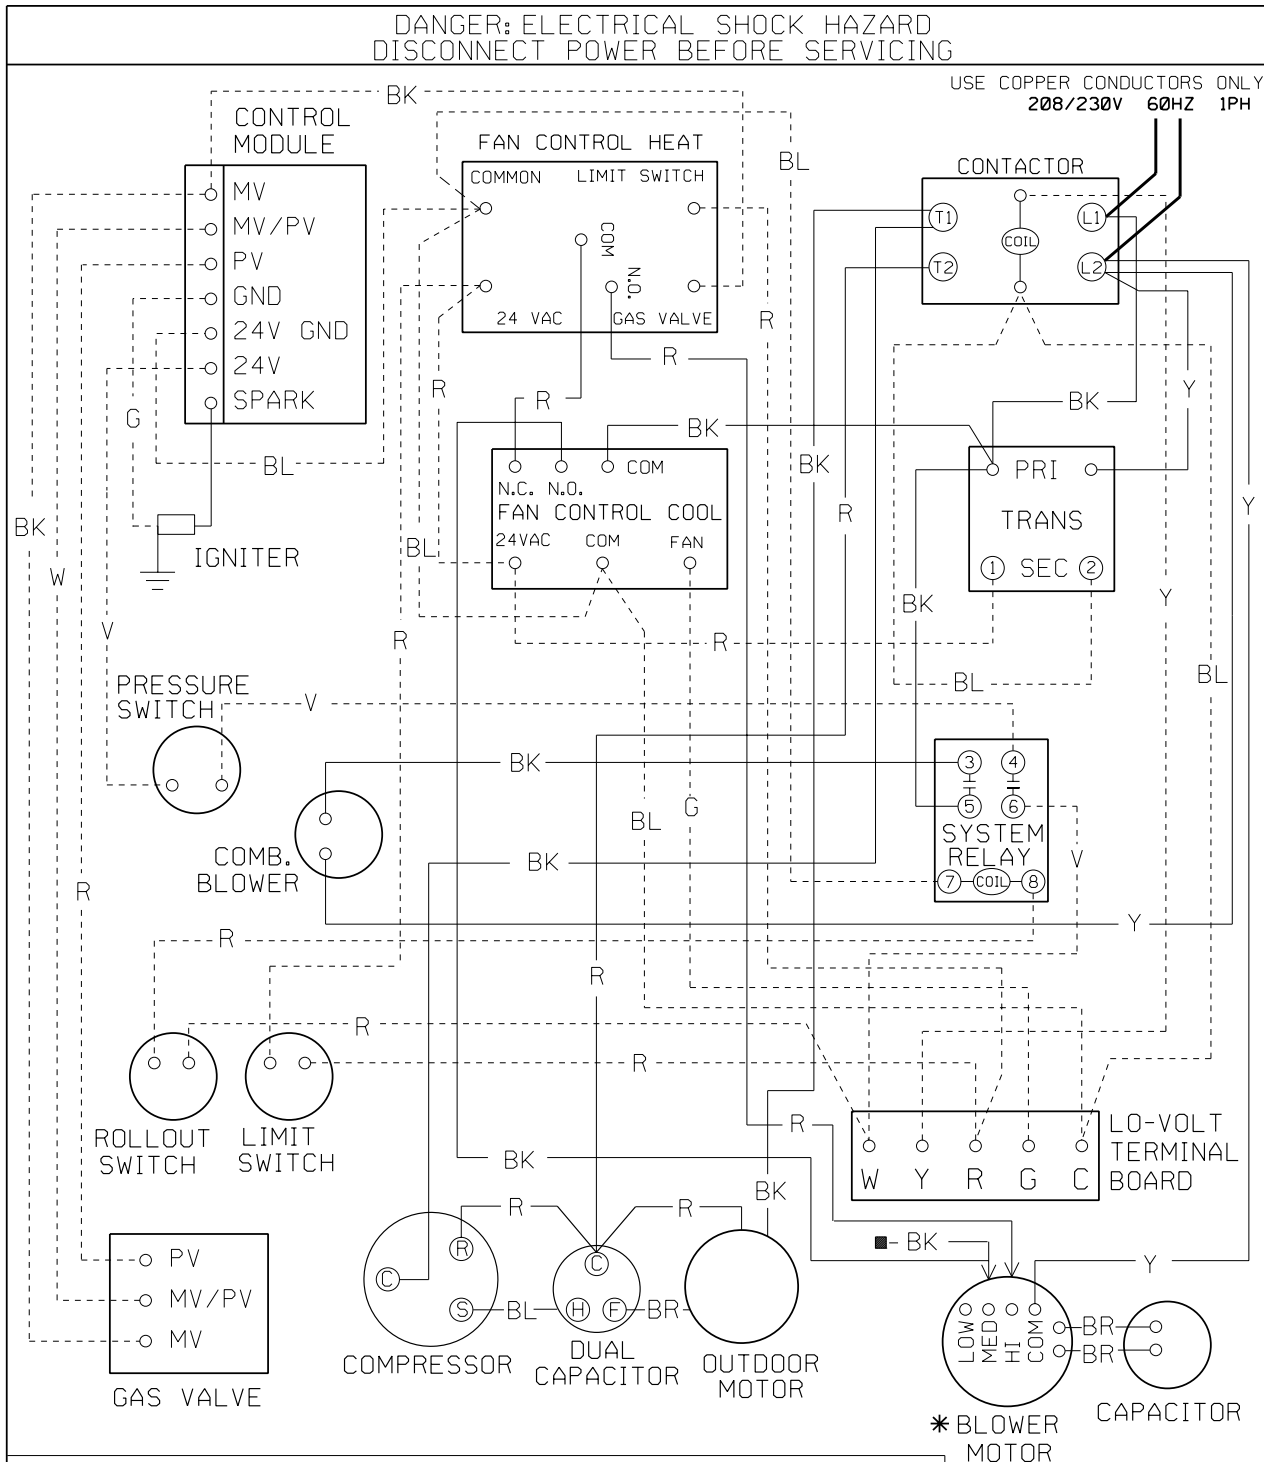 DANGER: ELECTRICAL SHOCK HAZARD
DISCONNECT POWER BEFORE SERVICING
USE COPPER CONDUCTORS ONLY
208/230V 60HZ 1PH
BK
CONTROL
MODULE
MV
MV/PV
PV
GND
24V GND
24V
SPARK
FAN CONTROL HEAT
COMMON LIMIT SWITCH
COM
N.O.
24 VAC GAS VALVE
BL
CONTACTOR
T1
COIL
L1
T2
L2
R
R
R
R
BK
Y
G
BL
BK
COM
N.C. N.O.
FAN CONTROL COOL
24VAC COM FAN
BK
R
PRI
TRANS
1 SEC 2
Y
BK
IGNITER
BL
W
BK
Y
V
R
R
BL
BL
PRESSURE
SWITCH
V
BK
3 4
5 6
SYSTEM
RELAY
7 COIL 8
G
BL
V
COMB.
BLOWER
BK
R
Y
R
R
R
R
ROLLOUT
SWITCH
LIMIT
SWITCH
R
BK
BK
W Y R G C
LO-VOLT
TERMINAL
BOARD
R
R
BK
Y
PV
MV/PV
MV
GAS VALVE
R
C
S
COMPRESSOR
BL
C
H F
DUAL
CAPACITOR
BR
OUTDOOR
MOTOR
LOW
MED
HI
COM
BR
BR
CAPACITOR
* BLOWER
MOTOR